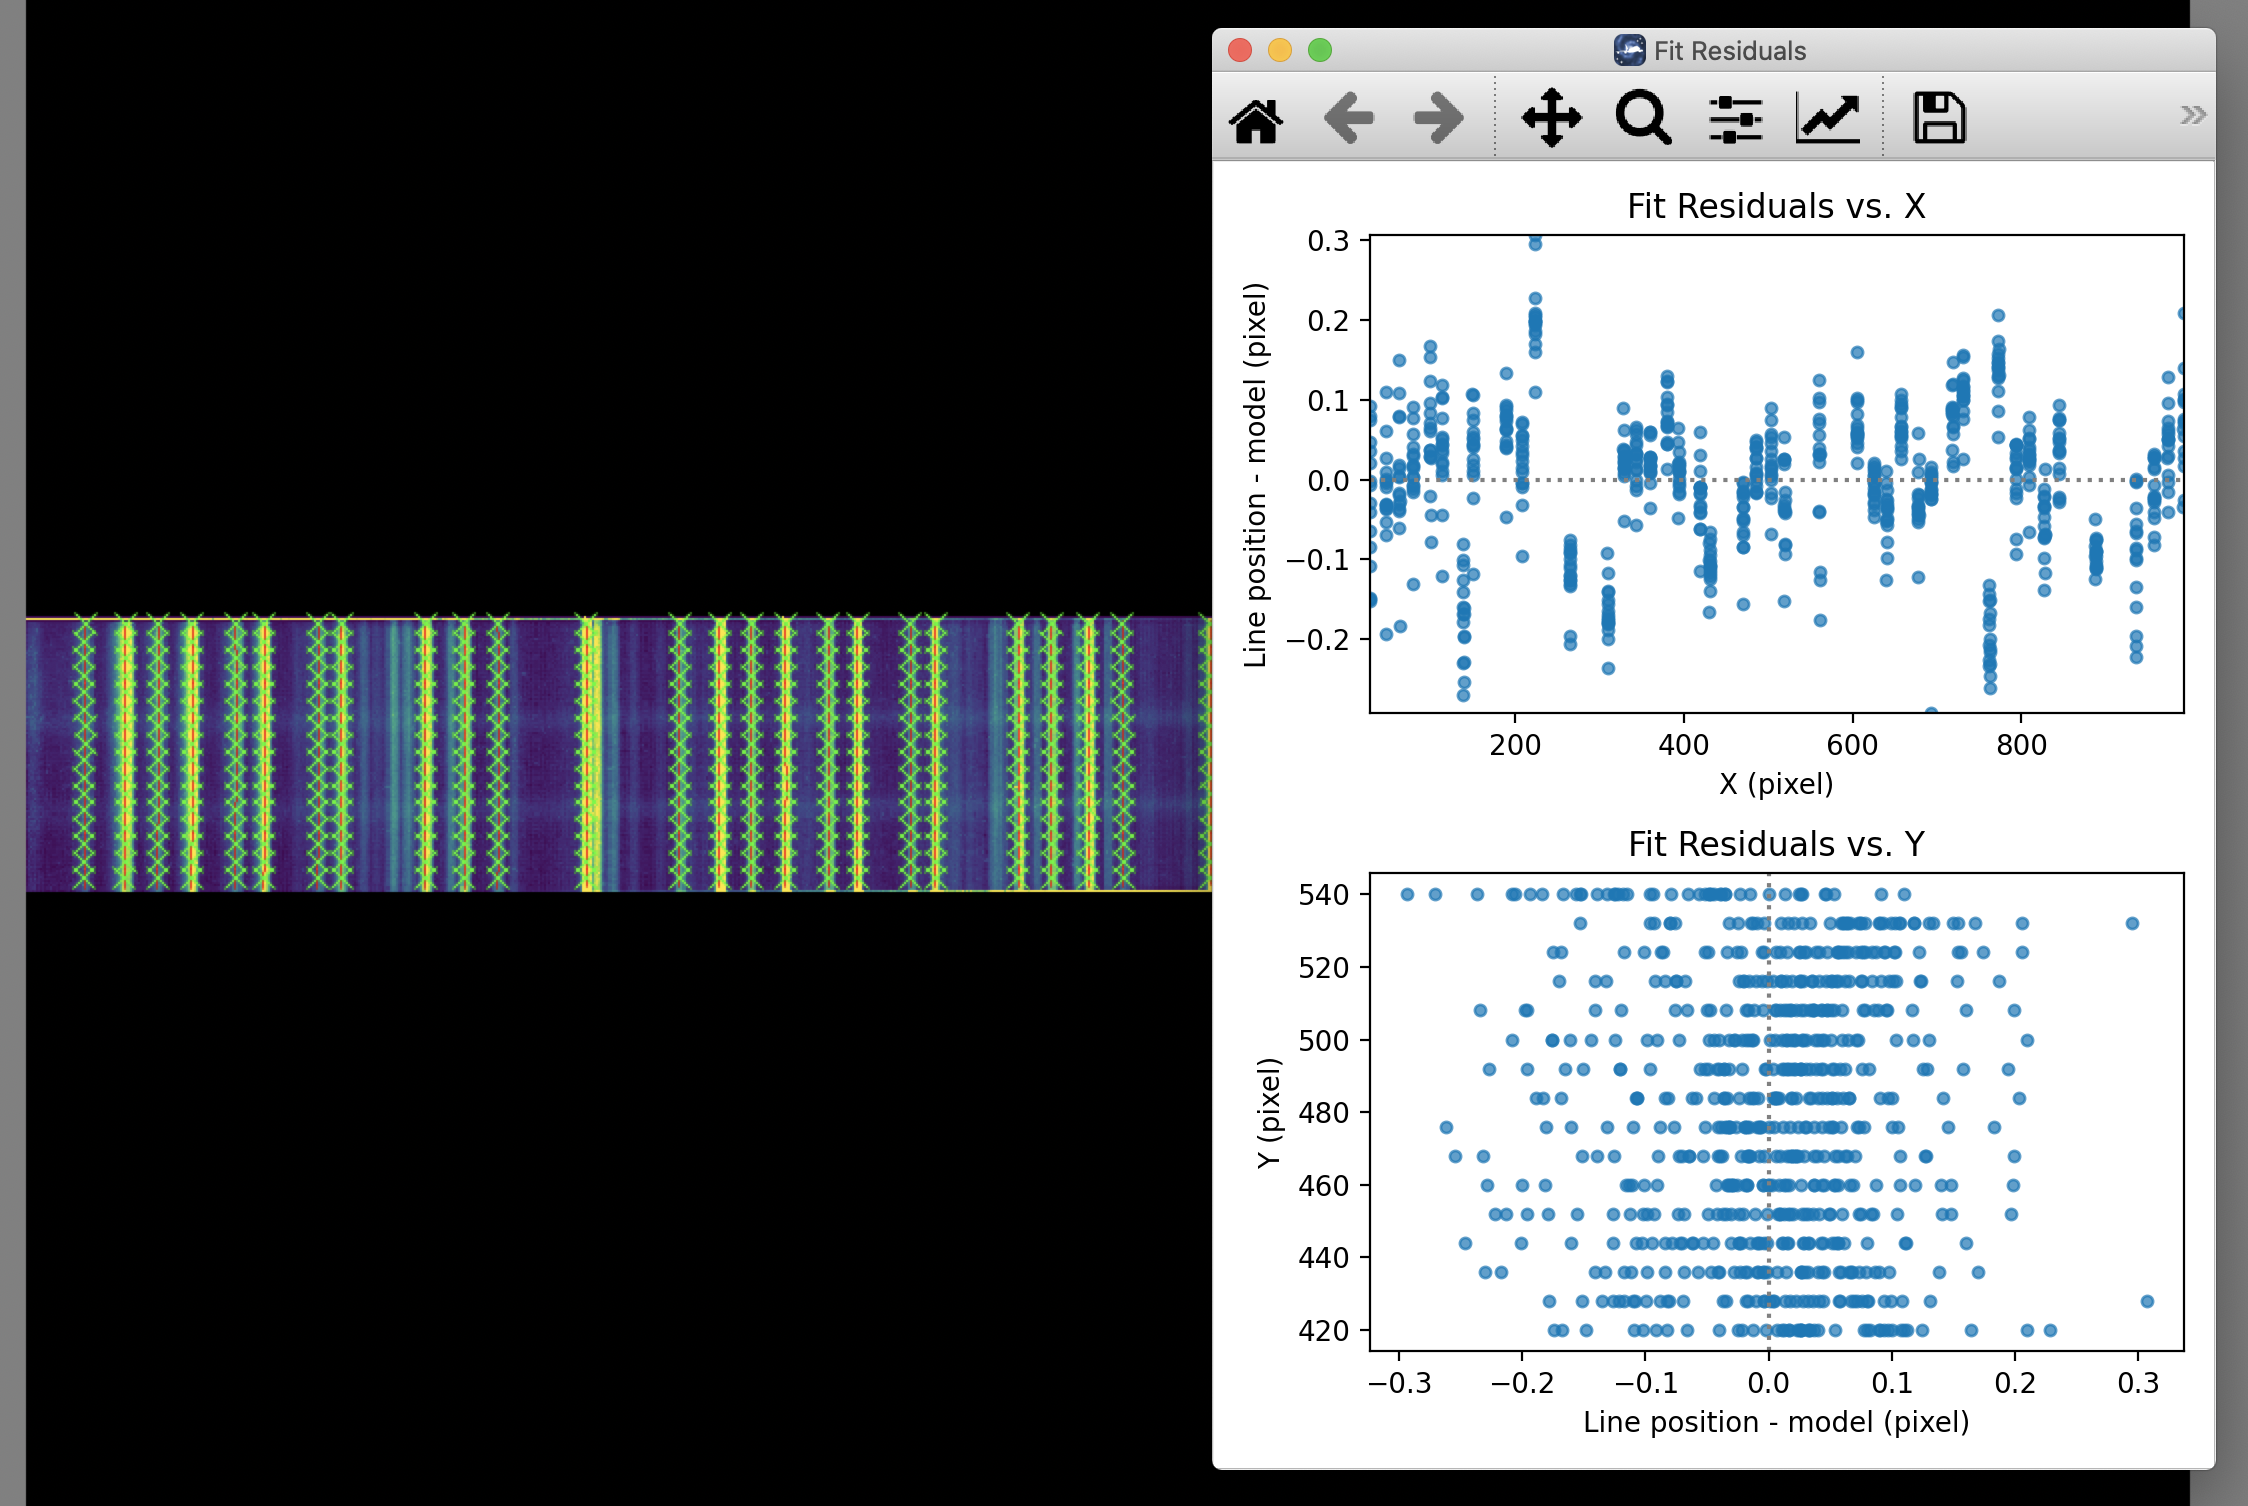 Fit Residuals
Fit Residuals vs. X
0.3
0.2
0.1
0.0
−0.1
−0.2
Line position - model (pixel)
200 400 600 800
X (pixel)
Fit Residuals vs. Y
540
520
500
480
460
440
420
Y (pixel)
−0.3 −0.2 −0.1 0.0 0.1 0.2 0.3
Line position - model (pixel)